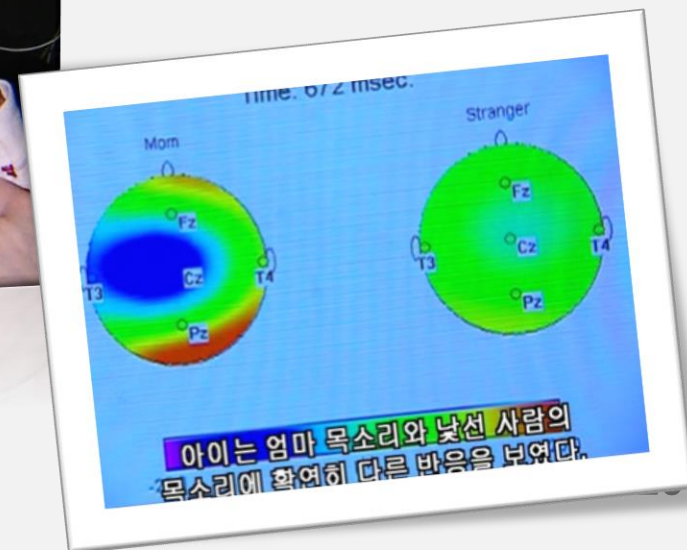 Time: 672 msec.
Mom
Stranger
Fz
Cz
T3
T4
Pz
Fz
Cz
T3
T4
Pz
아이는 엄마 목소리와 낯선 사람의
목소리에 확연히 다른 반응을 보였다.